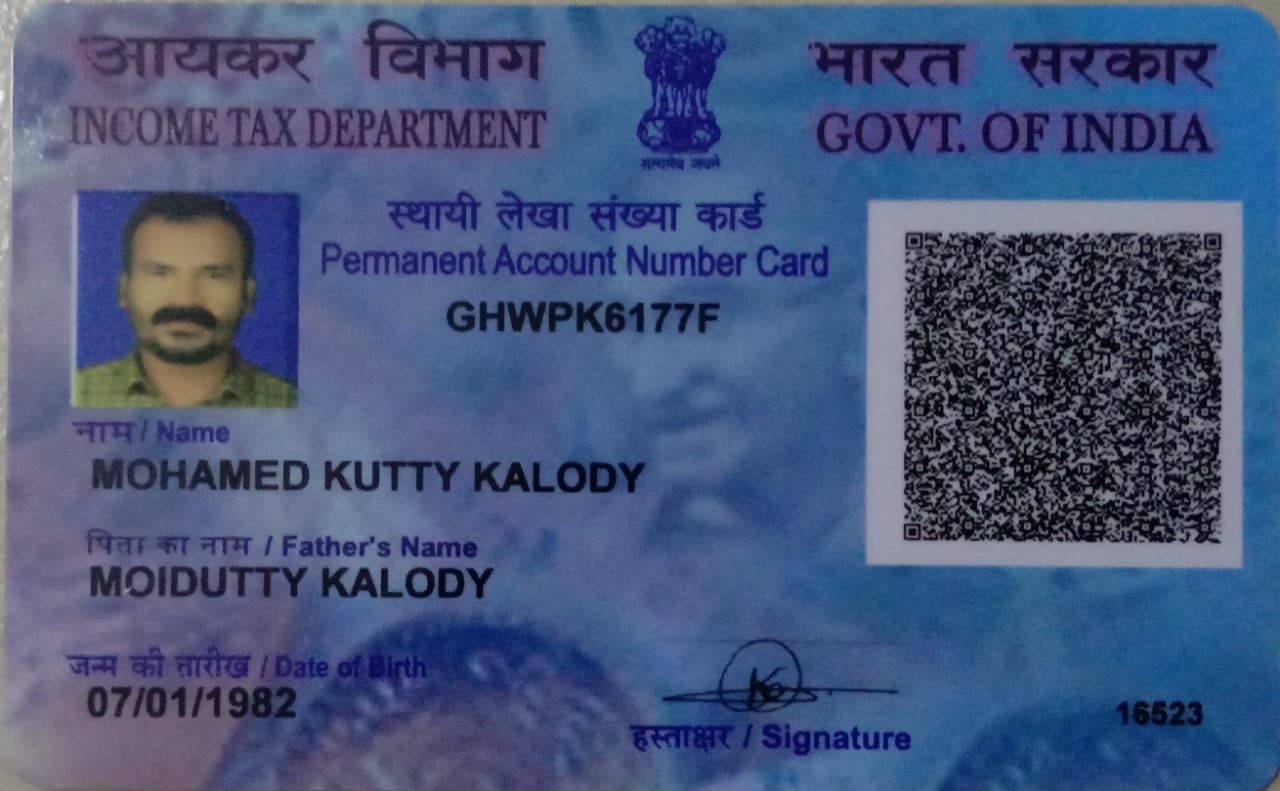 आयकर विभाग
INCOME TAX DEPARTMENT
सत्यमेव जयते
भारत सरकार
GOVT. OF INDIA
स्थायी लेखा संख्या कार्ड
Permanent Account Number Card
GHWPK6177F
नाम / Name
MOHAMED KUTTY KALODY
पिता का नाम / Father's Name
MOIDUTTY KALODY
जन्म की तारीख / Date of Birth
07/01/1982
हस्ताक्षर / Signature
16523